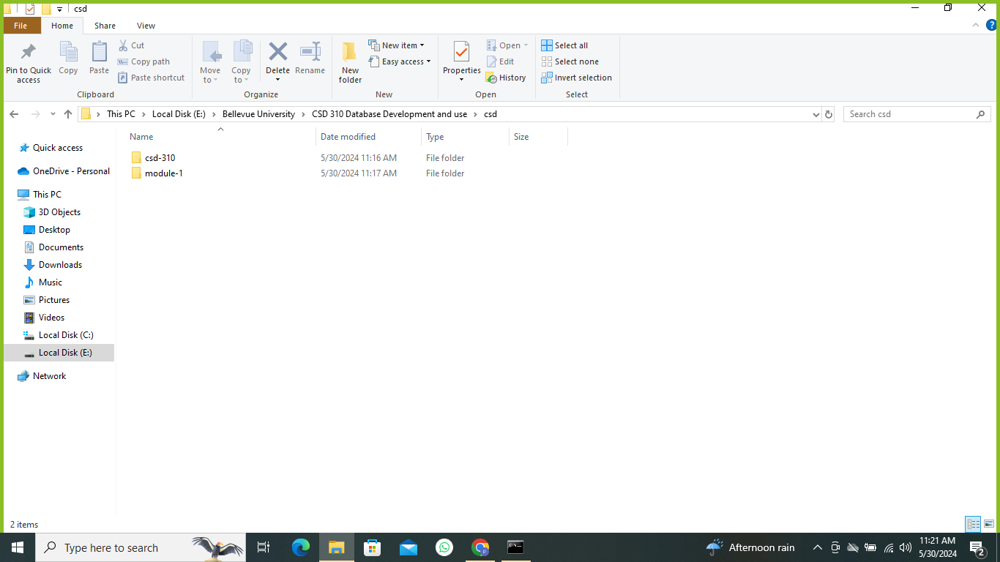 csd
File Home Share View
Pin to Quick access
Copy
Paste
Cut
Copy path
Paste shortcut
Clipboard
Move to
Copy to
Delete
Rename
Organize
New folder
New item
Easy access
New
Properties
Open
Edit
History
Open
Select all
Select none
Invert selection
Select
This PC > Local Disk (E:) > Bellevue University > CSD 310 Database Development and use > csd
Search csd
Name Date modified Type Size
csd-310 5/30/2024 11:16 AM File folder
module-1 5/30/2024 11:17 AM File folder
Quick access
OneDrive - Personal
This PC
3D Objects
Desktop
Documents
Downloads
Music
Pictures
Videos
Local Disk (C:)
Local Disk (E:)
Network
2 items
Type here to search
Afternoon rain
11:21 AM
5/30/2024
2